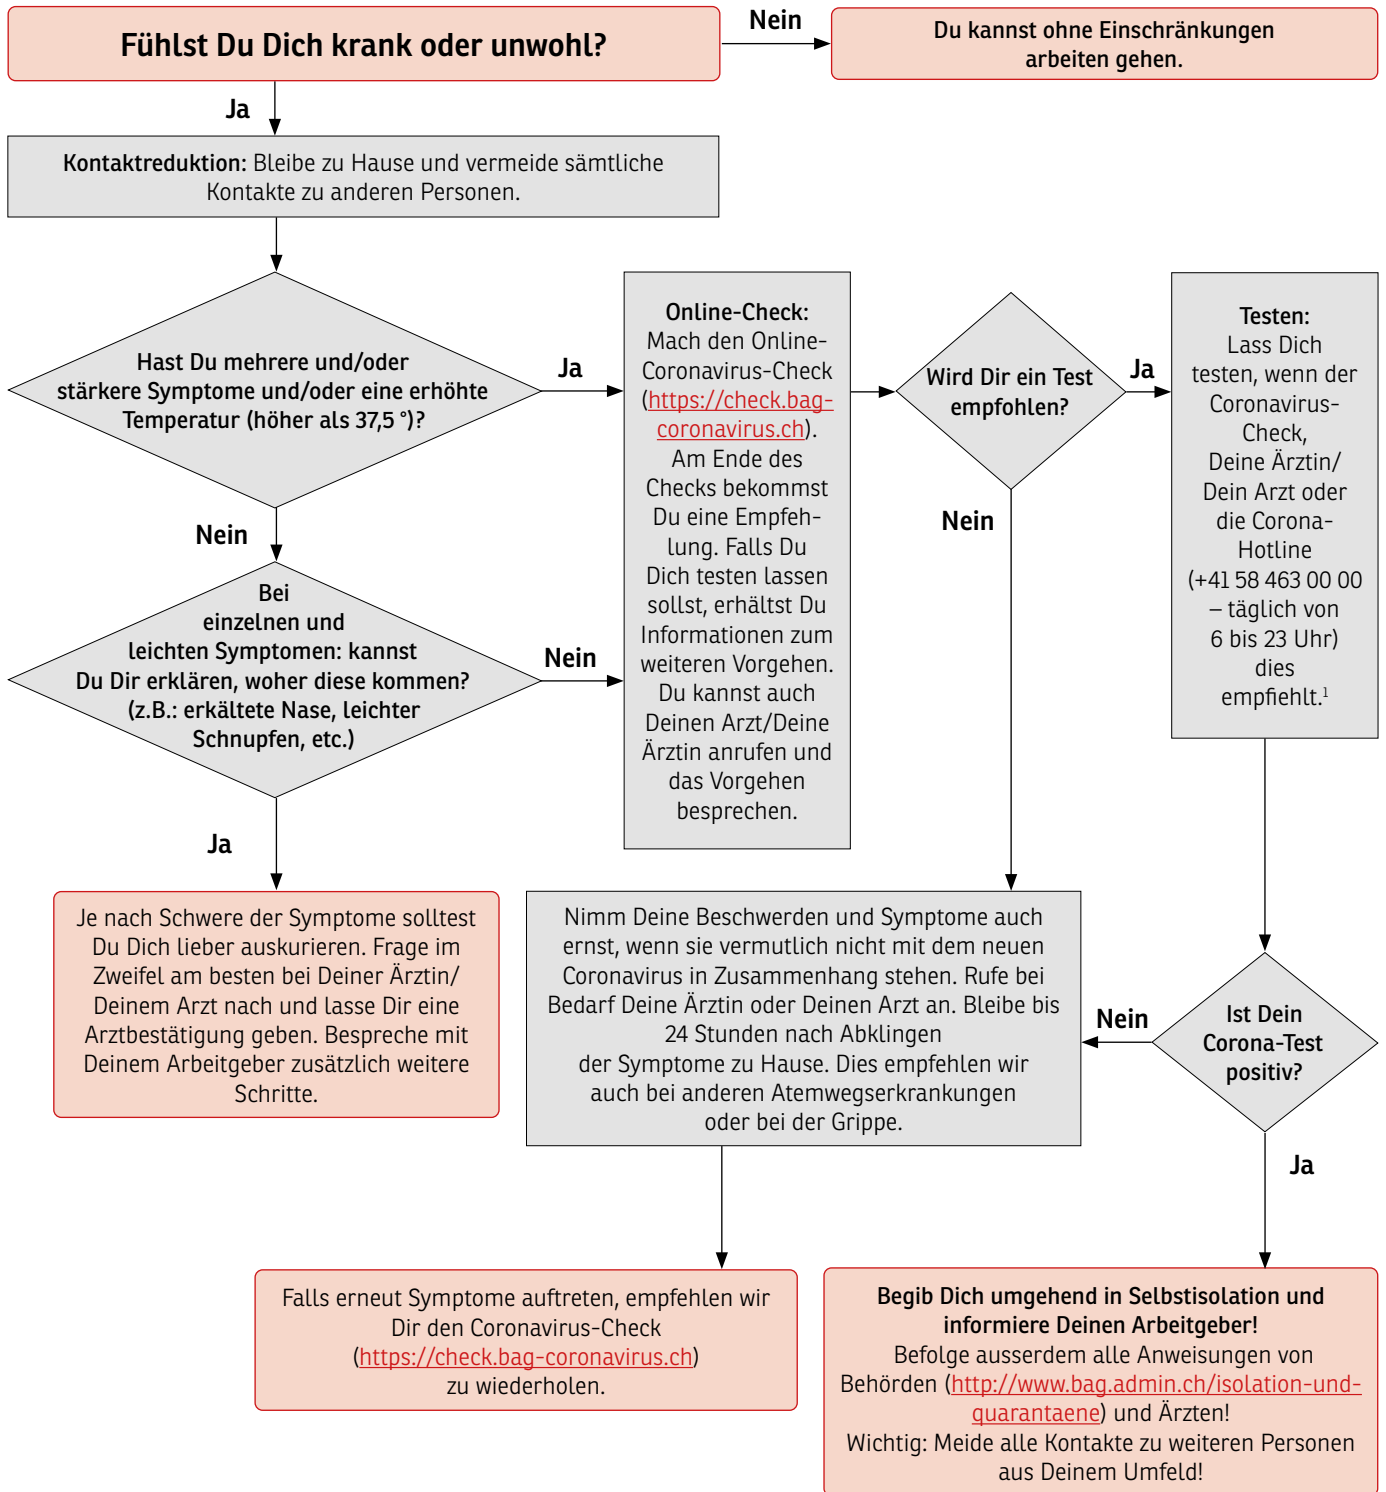 Fühlst Du Dich krank oder unwohl?
Nein
Du kannst ohne Einschränkungen
arbeiten gehen.
Ja
Kontaktreduktion: Bleibe zu Hause und vermeide sämtliche
Kontakte zu anderen Personen.
Hast Du mehrere und/oder
stärkere Symptome und/oder eine erhöhte
Temperatur (höher als 37,5 °)?
Ja
Nein
Bei
einzelnen und
leichten Symptomen: kannst
Du Dir erklären, woher diese kommen?
(z.B.: erkältete Nase, leichter
Schnupfen, etc.)
Nein
Ja
Je nach Schwere der Symptome solltest
Du Dich lieber auskurieren. Frage im
Zweifel am besten bei Deiner Ärztin/
Deinem Arzt nach und lasse Dir eine
Arztbestätigung geben. Bespreche mit
Deinem Arbeitgeber zusätzlich weitere
Schritte.
Online-Check:
Mach den Online-
Coronavirus-Check
(https://check.bag-
coronavirus.ch).
Am Ende des
Checks bekommst
Du eine Empfeh-
lung. Falls Du
Dich testen lassen
sollst, erhältst Du
Informationen zum
weiteren Vorgehen.
Du kannst auch
Deinen Arzt/Deine
Ärztin anrufen und
das Vorgehen
besprechen.
Wird Dir ein Test
empfohlen?
Ja
Nein
Testen:
Lass Dich
testen, wenn der
Coronavirus-
Check,
Deine Ärztin/
Dein Arzt oder
die Corona-
Hotline
(+41 58 463 00 00
– täglich von
6 bis 23 Uhr)
dies
empfiehlt.¹
Nimm Deine Beschwerden und Symptome auch
ernst, wenn sie vermutlich nicht mit dem neuen
Coronavirus in Zusammenhang stehen. Rufe bei
Bedarf Deine Ärztin oder Deinen Arzt an. Bleibe bis
24 Stunden nach Abklingen
der Symptome zu Hause. Dies empfehlen wir
auch bei anderen Atemwegserkrankungen
oder bei der Grippe.
Nein
Ist Dein
Corona-Test
positiv?
Ja
Falls erneut Symptome auftreten, empfehlen wir
Dir den Coronavirus-Check
(https://check.bag-coronavirus.ch)
zu wiederholen.
Begib Dich umgehend in Selbstisolation und
informiere Deinen Arbeitgeber!
Befolge ausserdem alle Anweisungen von
Behörden (http://www.bag.admin.ch/isolation-und-
quarantaene) und Ärzten!
Wichtig: Meide alle Kontakte zu weiteren Personen
aus Deinem Umfeld!